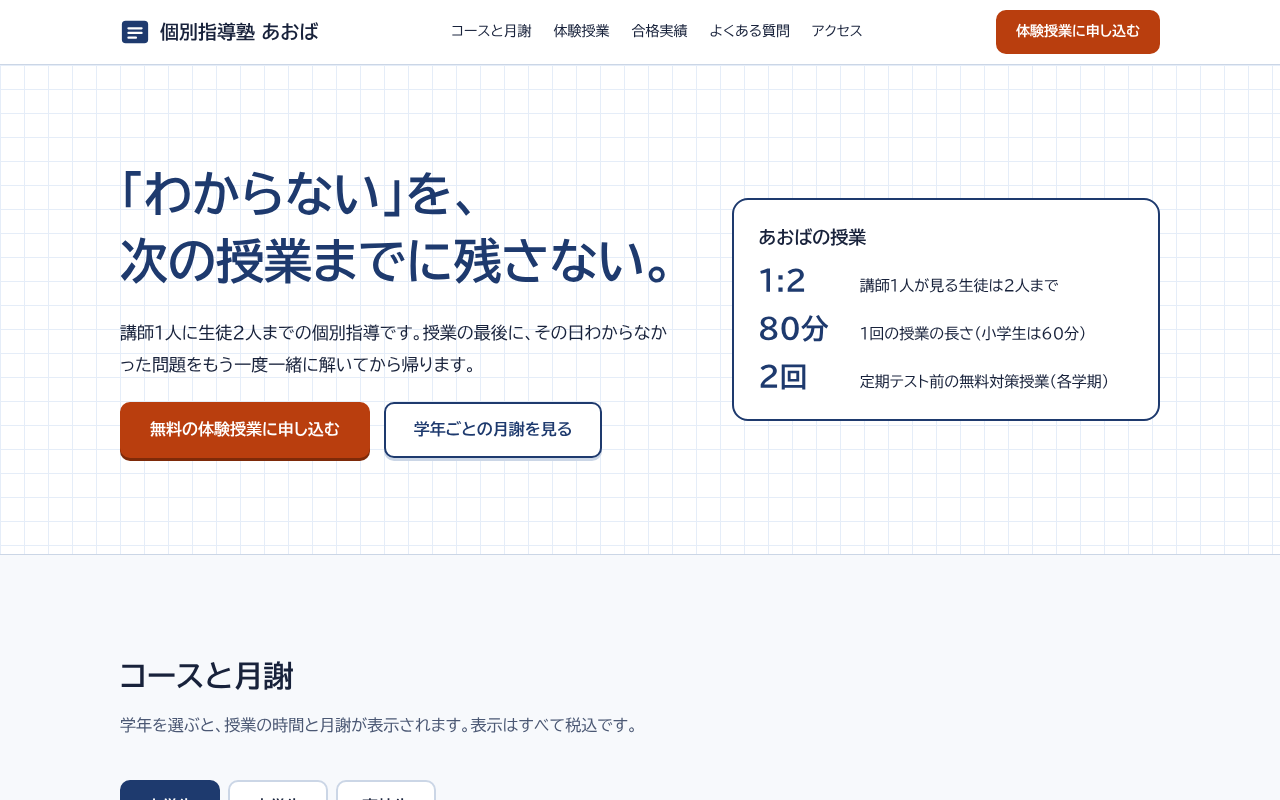 個別指導塾 あおば
コースと月謝
体験授業
合格実績
よくある質問
アクセス
体験授業に申し込む
「わからない」を、
次の授業までに残さない。
講師1人に生徒2人までの個別指導です。授業の最後に、その日わからなか
った問題をもう一度一緒に解いてから帰ります。
無料の体験授業に申し込む
学年ごとの月謝を見る
あおばの授業
1:2 講師1人が見る生徒は2人まで
80分 1回の授業の長さ（小学生は60分）
2回 定期テスト前の無料対策授業（各学期）
コースと月謝
学年を選ぶと、授業の時間と月謝が表示されます。表示はすべて税込です。